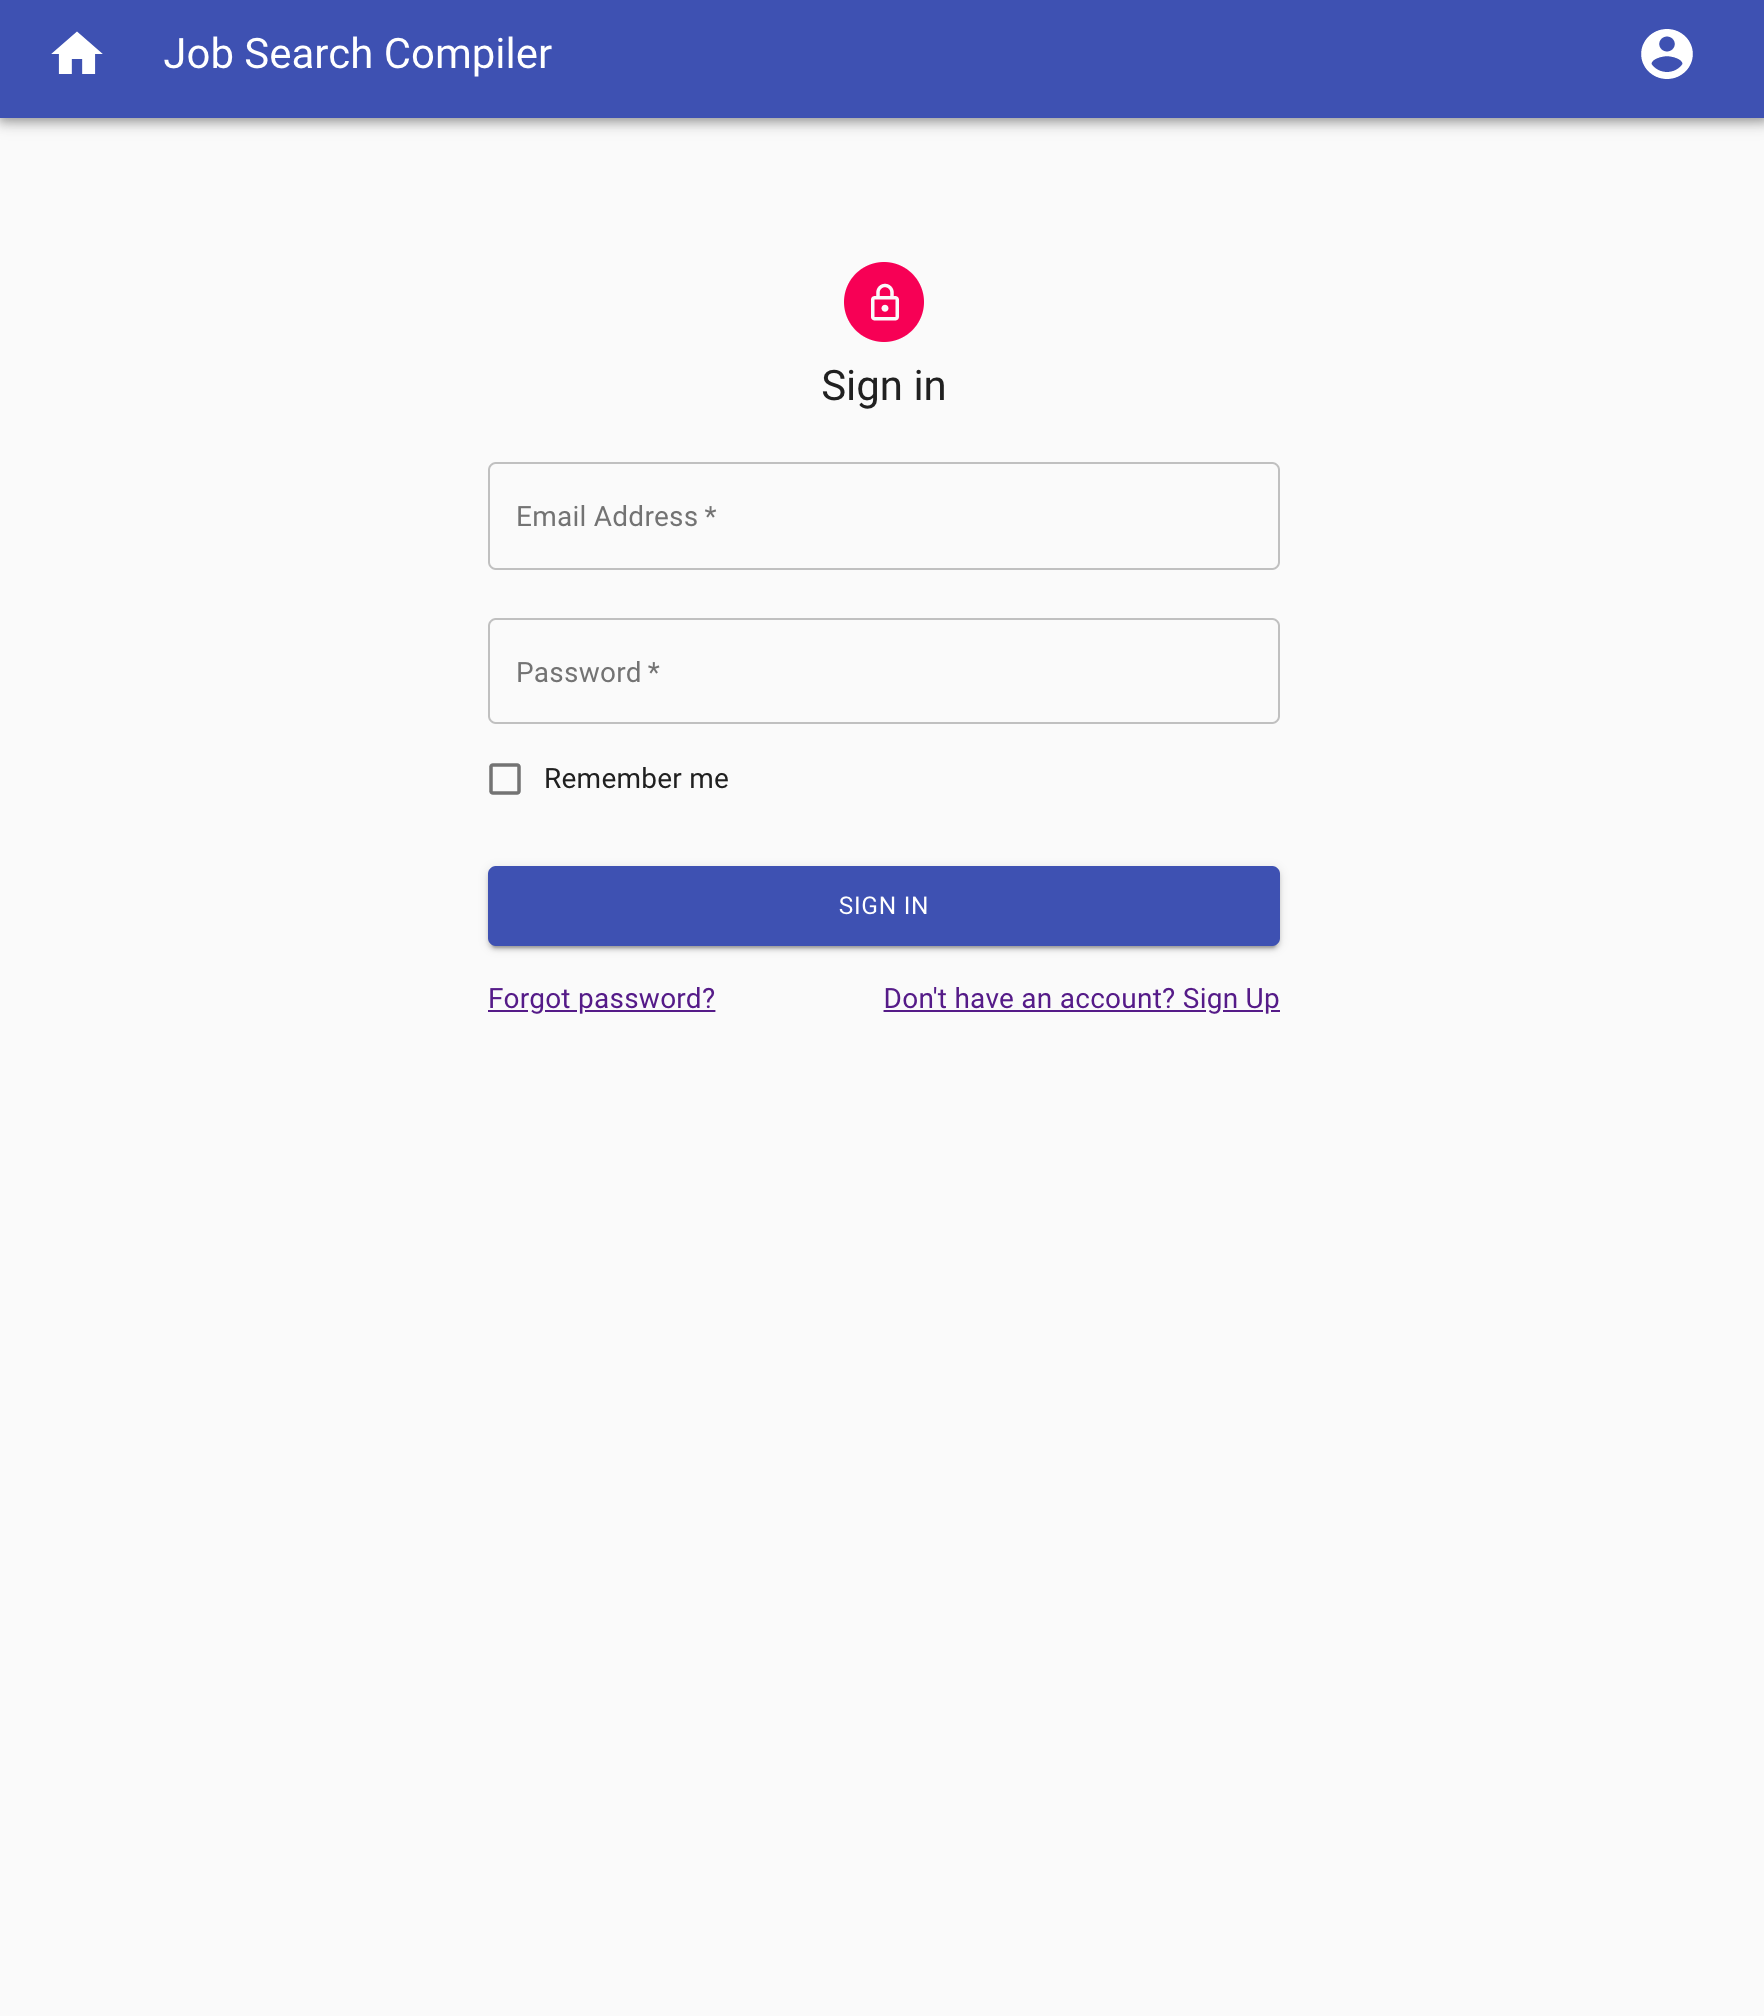 Job Search Compiler
Sign in
Email Address *
Password *
Remember me
SIGN IN
Forgot password?
Don't have an account? Sign Up